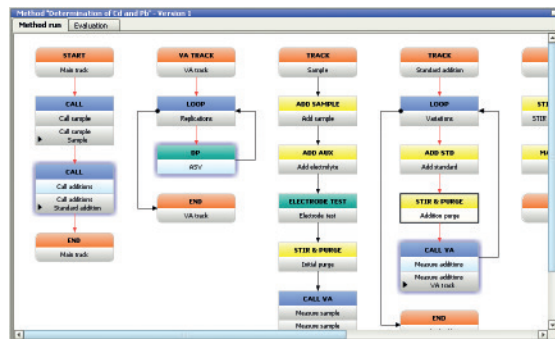 Method 'Determination of Cd and Pb' - Version 1
Method run
Evaluation
START
Main track
CALL
Call sample
Call sample
Sample
CALL
Call additions
Call additions
Standard addition
END
Main track
VA TRACK
VA track
LOOP
Replications
DP
ASV
END
VA track
TRACK
Sample
ADD SAMPLE
Add sample
ADD AUX
Add electrolyte
ELECTRODE TEST
Electrode test
STIR & PURGE
Initial purge
CALL VA
Measure sample
Measure sample
TRACK
Standard addition
LOOP
Variations
ADD STD
Add standard
STIR & PURGE
Addition purge
CALL VA
Measure additions
Measure additions
VA track
END
STI
STIR
MA